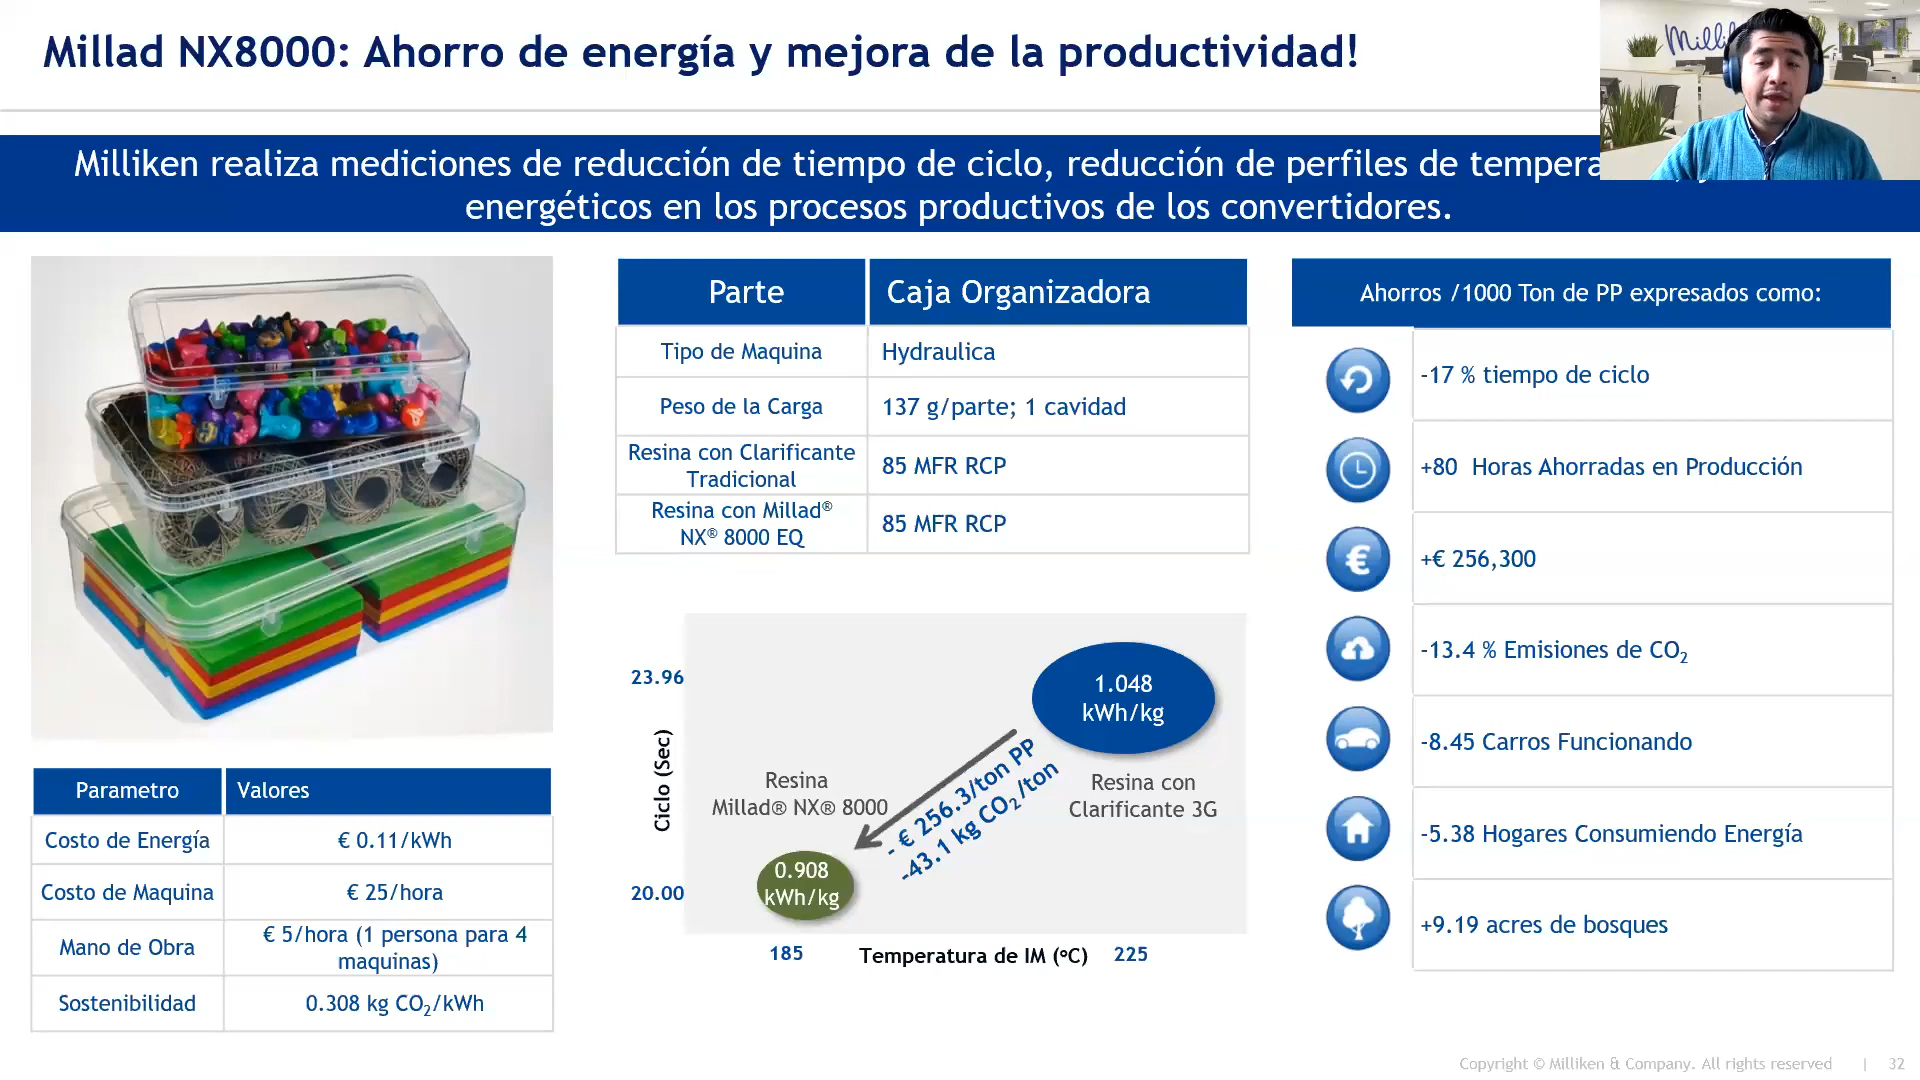 Millad NX8000: Ahorro de energía y mejora de la productividad!
Milliken realiza mediciones de reducción de tiempo de ciclo, reducción de perfiles de
energéticos en los procesos productivos de los convertidores.
Parte
Caja Organizadora
Tipo de Maquina
Hydraulica
Peso de la Carga
137 g/parte; 1 cavidad
Resina con Clarificante
Tradicional
85 MFR RCP
Resina con Millad®
NX® 8000 EQ
85 MFR RCP
Ahorros /1000 Ton de PP expresados como:
-17 % tiempo de ciclo
+80 Horas Ahorradas en Producción
€
+€ 256,300
-13.4 % Emisiones de CO₂
-8.45 Carros Funcionando
-5.38 Hogares Consumiendo Energía
+9.19 acres de bosques
Parametro
Valores
Costo de Energía
€ 0.11/kWh
Costo de Maquina
€ 25/hora
Mano de Obra
€ 5/hora (1 persona para 4
maquinas)
Sostenibilidad
0.308 kg CO₂/kWh
23.96
Ciclo (Sec)
20.00
1.048
kWh/kg
Resina con
Clarificante 3G
- € 256.3/ton PP
-43.1 kg CO₂/ton
Resina
Millad® NX® 8000
0.908
kWh/kg
185
Temperatura de IM (ºC)
225
Copyright © Milliken & Company. All rights reserved | 32